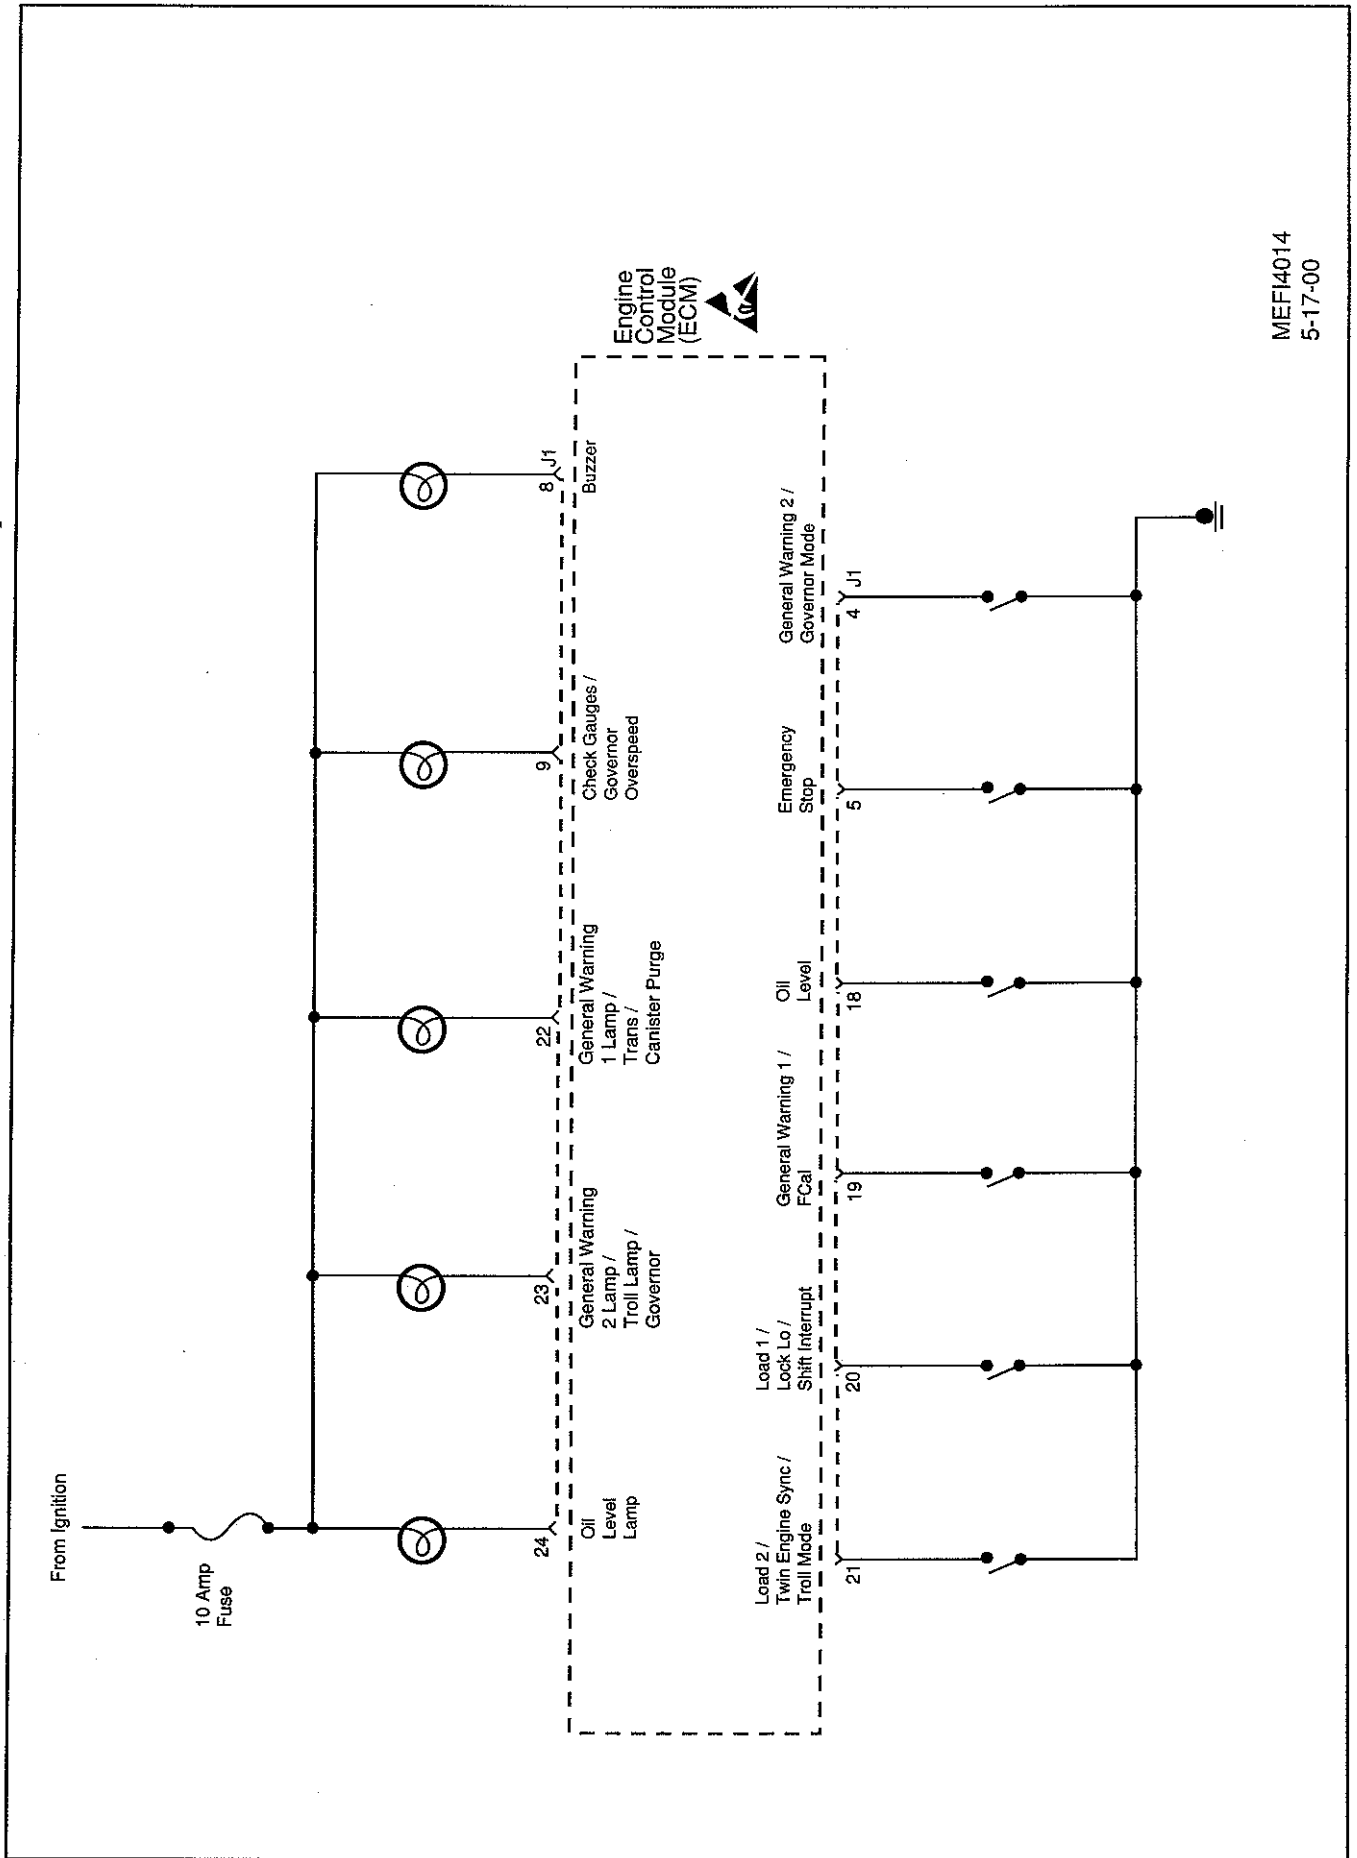 From Ignition
10 Amp
Fuse
24
23
22
9
8
J1
Oil
Level
Lamp
General Warning
2 Lamp /
Troll Lamp /
Governor
General Warning
1 Lamp /
Trans /
Canister Purge
Check Gauges /
Governor
Overspeed
Buzzer
Engine
Control
Module
(ECM)
Load 2 /
Twin Engine Sync /
Troll Mode
Load 1 /
Lock Lo /
Shift Interrupt
General Warning 1 /
FCal
Oil
Level
Emergency
Stop
General Warning 2 /
Governor Mode
21
20
19
18
5
4
J1
MEFI4014
5-17-00